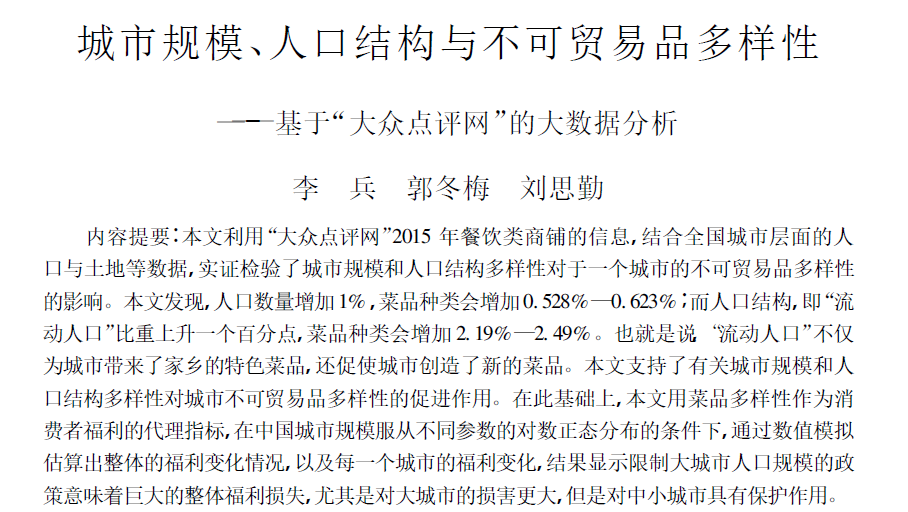 城市规模、人口结构与不可贸易品多样性
——基于“大众点评网”的大数据分析
李 兵 郭冬梅 刘思勤
内容提要:本文利用“大众点评网”2015 年餐饮类商铺的信息,结合全国城市层面的人
口与土地等数据,实证检验了城市规模和人口结构多样性对于一个城市的不可贸易品多样性
的影响。本文发现,人口数量增加1%,菜品种类会增加0.528%—0.623%;而人口结构,即“流
动人口”比重上升一个百分点,菜品种类会增加2.19%—2.49%。也就是说,“流动人口”不仅
为城市带来了家乡的特色菜品,还促使城市创造了新的菜品。本文支持了有关城市规模和人
口结构多样性对城市不可贸易品多样性的促进作用。在此基础上,本文用菜品多样性作为消
费者福利的代理指标,在中国城市规模服从不同参数的对数正态分布的条件下,通过数值模拟
估算出整体的福利变化情况,以及每一个城市的福利变化,结果显示限制大城市人口规模的政
策意味着巨大的整体福利损失,尤其是对大城市的损害更大,但是对中小城市具有保护作用。